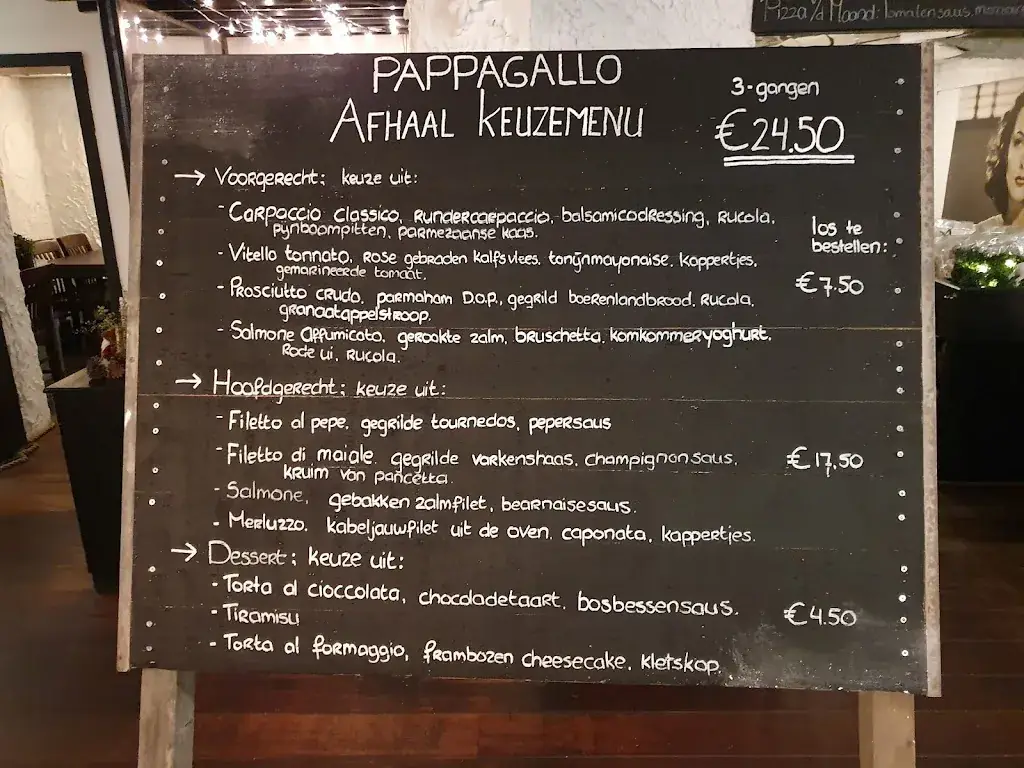 Pizza v/d Maand: Tomatensaus,
PAPPAGALLO
AFHAAL KEUZEMENU
3-gangen
€24.50
→ Voorgerecht; keuze uit:
- Carpaccio classico, Rundercarpaccio, balsamicodressing, Rucola,
pijnboompitten, parmezaanse kaas.
- Vitello tonnato, Rose gebraden kalfsvlees, tonijnmayonaise, kappertjes,
gemarineerde tomaat,
- Prosciutto crudo, parmaham D.O.P., gegrild boerenlandbrood, Rucola,
granaatappelstroop.
- Salmone affumicato, gerookte zalm, bruschetta, komkommeryoghurt,
Rode ui, Rucola.
los te
bestellen:
€7.50
→ Hoofdgerecht; keuze uit:
- Filetto al pepe, gegrilde tournedos, pepersaus
- Filetto di maiale, gegrilde varkenshaas, champignonsaus,
kruim van pancetta.
€17.50
- Salmone, gebakken zalmfilet, bearnaisesaus.
- Merluzzo, kabeljauwfilet uit de oven, caponata, kappertjes.
→ Dessert; keuze uit:
- Torta al cioccolata, chocoladetaart, bosbessensaus.
- Tiramisu
€4.50
- Torta al formaggio, frambozen cheesecake, Kletskop